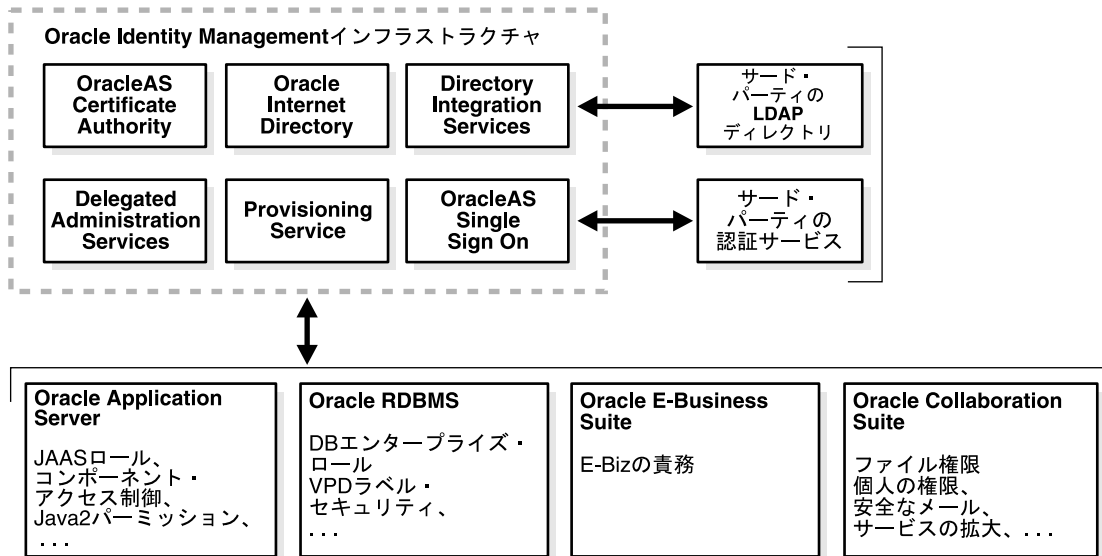 Oracle Identity Managementインフラストラクチャ
OracleAS
Certificate
Authority
Oracle
Internet
Directory
Directory
Integration
Services
サード・
パーティの
LDAP
ディレクトリ
Delegated
Administration
Services
Provisioning
Service
OracleAS
Single
Sign On
サード・
パーティの
認証サービス
Oracle Application
Server
JAASロール、
コンポーネント・
アクセス制御、
Java2パーミッション、
...
Oracle RDBMS
DBエンタープライズ・
ロール
VPDラベル・
セキュリティ、
...
Oracle E-Business
Suite
E-Bizの責務
Oracle Collaboration
Suite
ファイル権限
個人の権限、
安全なメール、
サービスの拡大、...